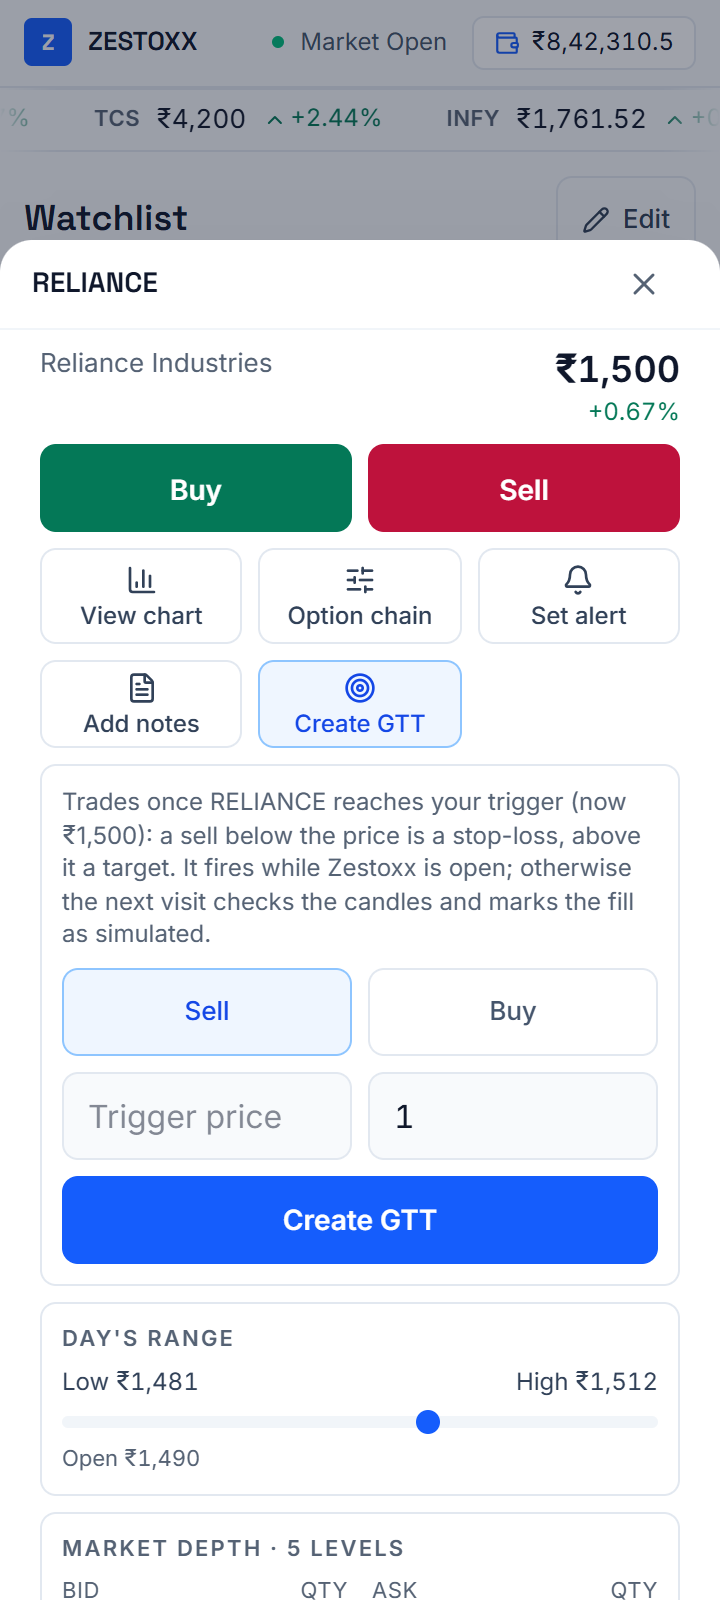 Z ZESTOXX Market Open ₹8,42,310.5
% TCS ₹4,200 +2.44% INFY ₹1,761.52
Watchlist Edit
RELIANCE
Reliance Industries ₹1,500
+0.67%
Buy Sell
View chart Option chain Set alert
Add notes Create GTT
Trades once RELIANCE reaches your trigger (now
₹1,500): a sell below the price is a stop-loss, above
it a target. It fires while Zestoxx is open; otherwise
the next visit checks the candles and marks the fill
as simulated.
Sell Buy
Trigger price 1
Create GTT
DAY'S RANGE
Low ₹1,481 High ₹1,512
Open ₹1,490
MARKET DEPTH · 5 LEVELS
BID QTY ASK QTY